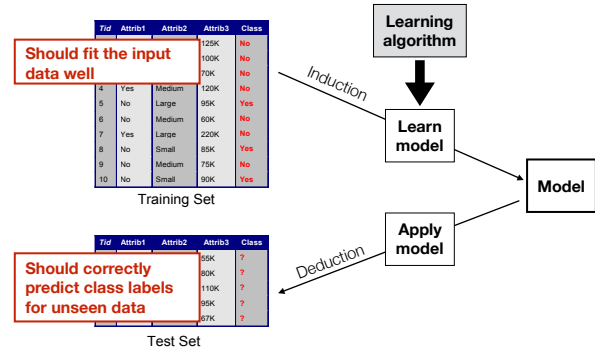 Tid Attrib1 Attrib2 Attrib3 Class
125K No
100K No
70K No
4 Yes Medium 120K No
5 No Large 95K Yes
6 No Medium 60K No
7 Yes Large 220K No
8 No Small 85K Yes
9 No Medium 75K No
10 No Small 90K Yes
Should fit the input
data well
Training Set
Learning
algorithm
Induction
Learn
model
Model
Apply
model
Deduction
Tid Attrib1 Attrib2 Attrib3 Class
55K ?
80K ?
110K ?
95K ?
67K ?
Should correctly
predict class labels
for unseen data
Test Set